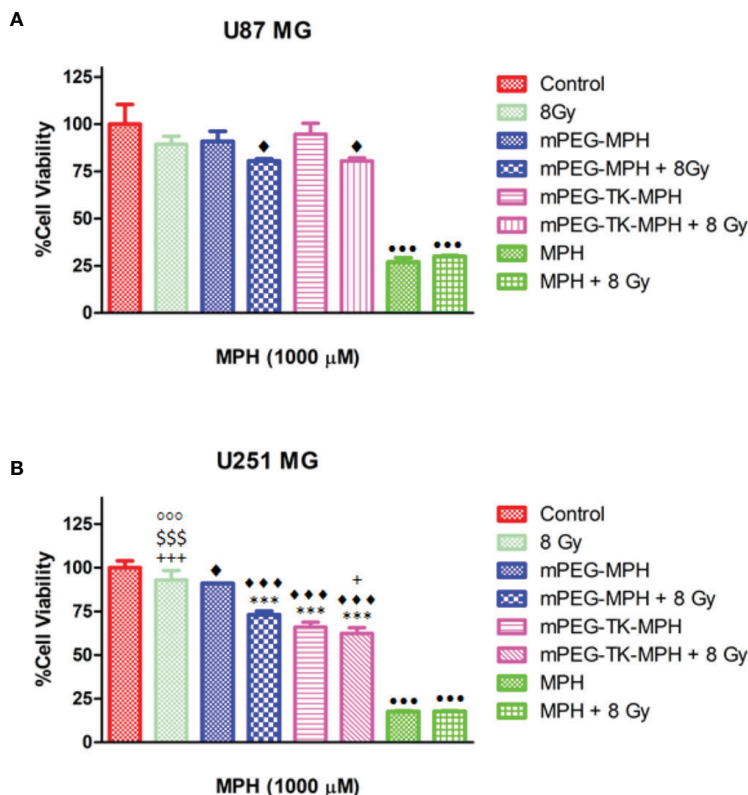 A
U87 MG
%Cell Viability
125
100
75
50
25
0
♦
♦
•••
•••
MPH (1000 µM)
Control
8Gy
mPEG-MPH
mPEG-MPH + 8Gy
mPEG-TK-MPH
mPEG-TK-MPH + 8 Gy
MPH
MPH + 8 Gy
B
U251 MG
%Cell Viability
125
100
75
50
25
0
°°°
$$$
+++
♦
♦♦♦
***
♦♦♦
***
+
♦♦♦
***
•••
•••
MPH (1000 µM)
Control
8 Gy
mPEG-MPH
mPEG-MPH + 8 Gy
mPEG-TK-MPH
mPEG-TK-MPH + 8 Gy
MPH
MPH + 8 Gy